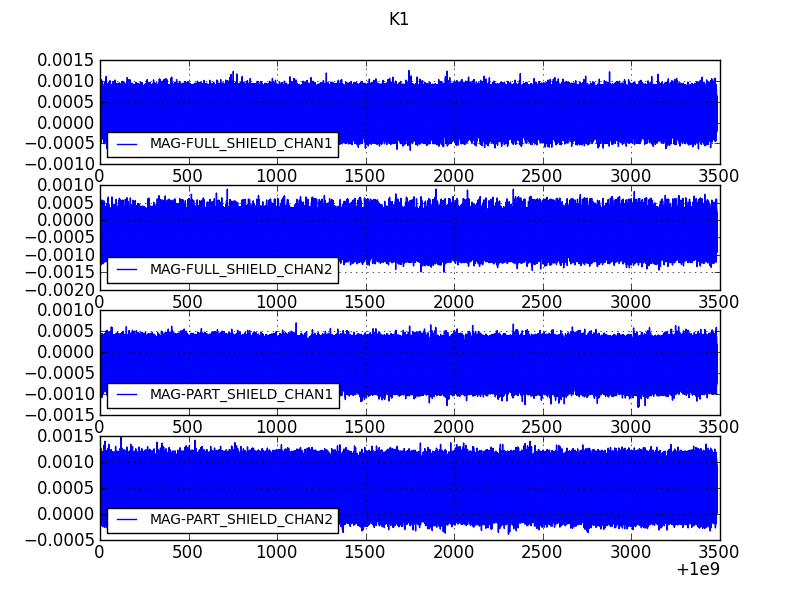 K1
0.0015
0.0010
0.0005
0.0000
−0.0005
−0.0010
MAG-FULL_SHIELD_CHAN1
0 500 1000 1500 2000 2500 3000 3500
0.0010
0.0005
0.0000
−0.0005
−0.0010
−0.0015
−0.0020
MAG-FULL_SHIELD_CHAN2
0 500 1000 1500 2000 2500 3000 3500
0.0010
0.0005
0.0000
−0.0005
−0.0010
−0.0015
MAG-PART_SHIELD_CHAN1
0 500 1000 1500 2000 2500 3000 3500
0.0015
0.0010
0.0005
0.0000
−0.0005
MAG-PART_SHIELD_CHAN2
0 500 1000 1500 2000 2500 3000 3500
+1e9